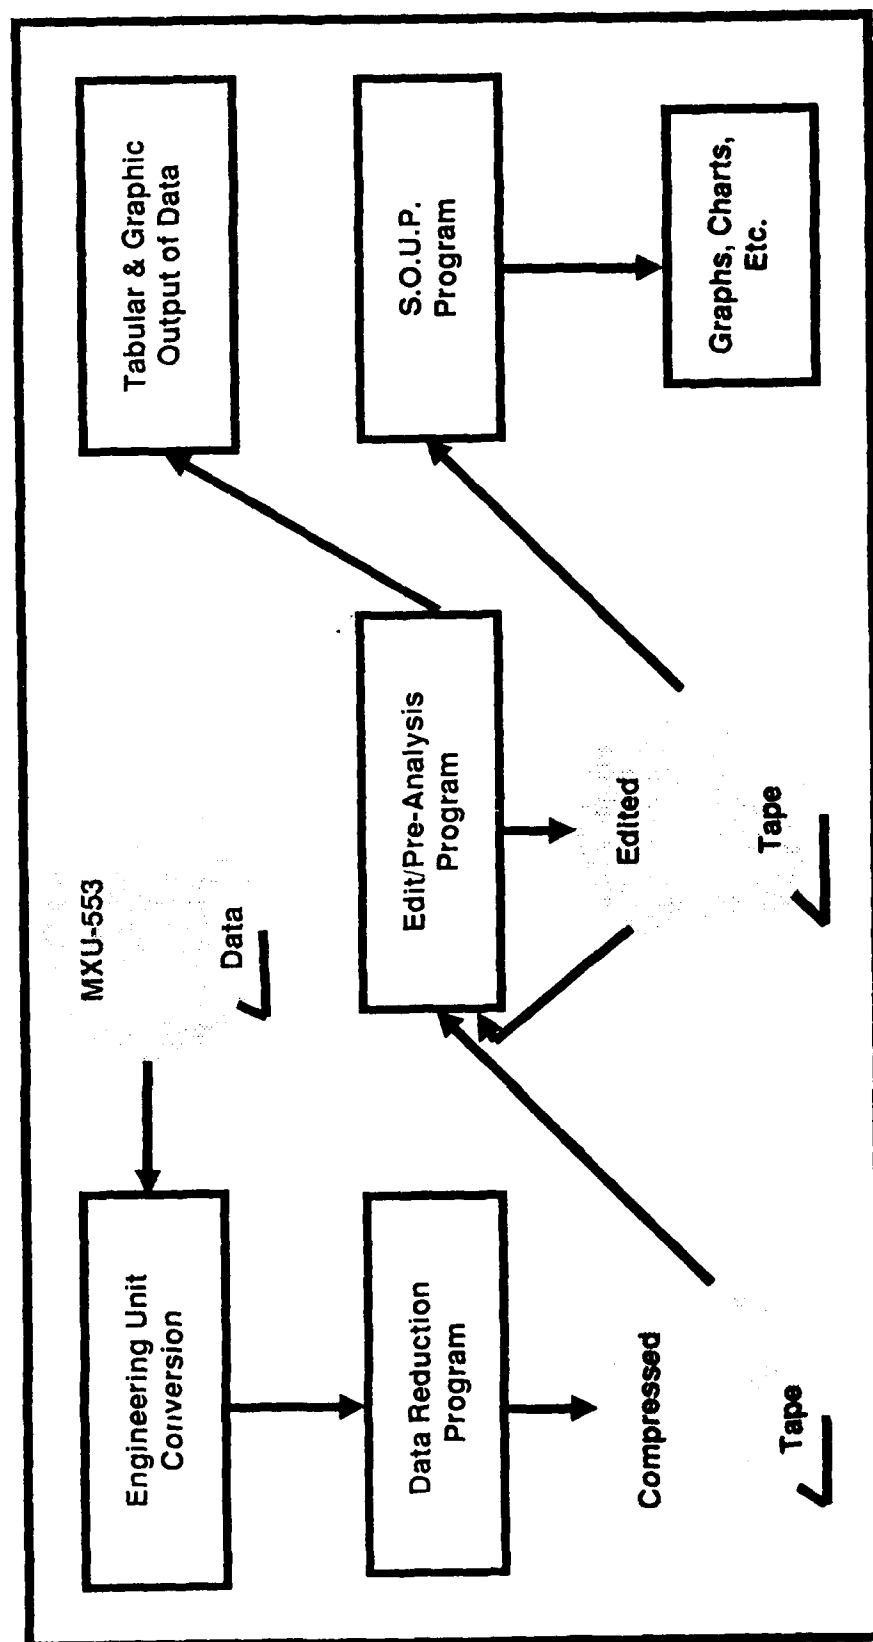 MXU-553
Data
Engineering Unit
Conversion
Data Reduction
Program
Compressed
Tape
Edit/Pre-Analysis
Program
Edited
Tape
Tabular & Graphic
Output of Data
S.O.U.P.
Program
Graphs, Charts,
Etc.